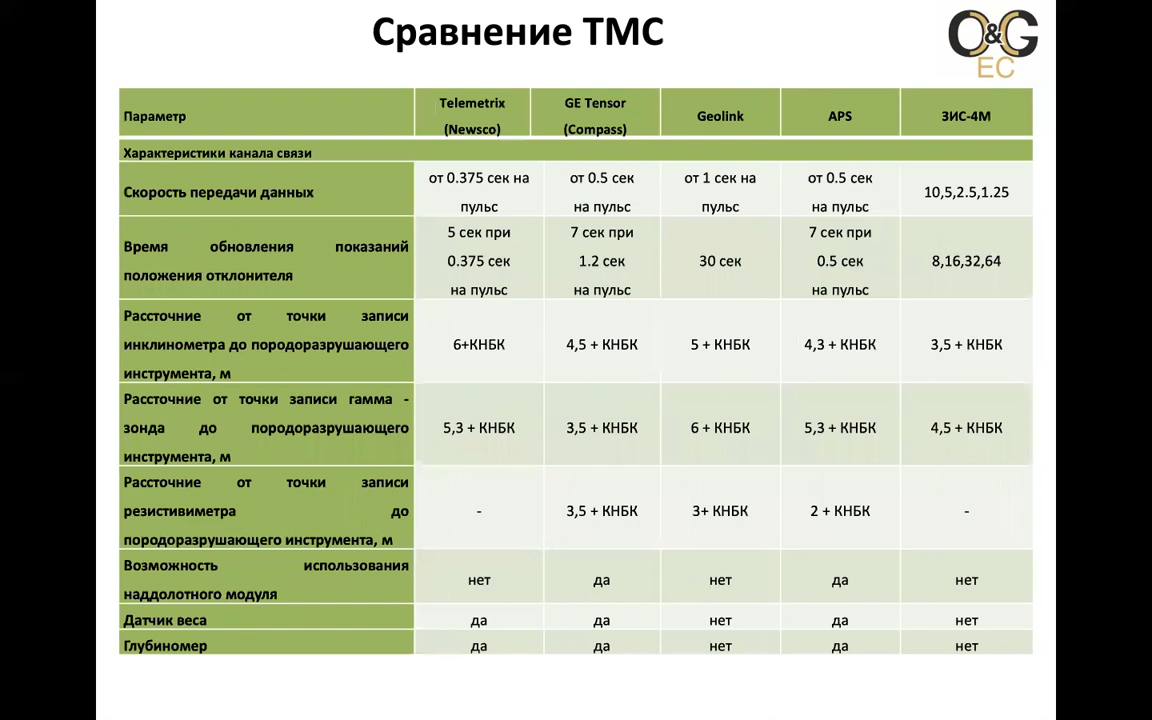 Сравнение ТМС
O&G
EC
Параметр
Telemetrix
(Newsco)
GE Tensor
(Compass)
Geolink
APS
ЗИС-4М
Характеристики канала связи
Скорость передачи данных
от 0.375 сек на
пульс
от 0.5 сек
на пульс
от 1 сек на
пульс
от 0.5 сек
на пульс
10,5,2.5,1.25
Время обновления показаний
положения отклонителя
5 сек при
0.375 сек
на пульс
7 сек при
1.2 сек
на пульс
30 сек
7 сек при
0.5 сек
на пульс
8,16,32,64
Рассточние от точки записи
инклинометра до породоразрушающего
инструмента, м
6+КНБК
4,5 + КНБК
5 + КНБК
4,3 + КНБК
3,5 + КНБК
Рассточние от точки записи гамма -
зонда до породоразрушающего
инструмента, м
5,3 + КНБК
3,5 + КНБК
6 + КНБК
5,3 + КНБК
4,5 + КНБК
Рассточние от точки записи
резистивиметра до
породоразрушающего инструмента, м
-
3,5 + КНБК
3+ КНБК
2 + КНБК
-
Возможность использования
наддолотного модуля
нет
да
нет
да
нет
Датчик веса
да
да
нет
да
нет
Глубиномер
да
да
нет
да
нет